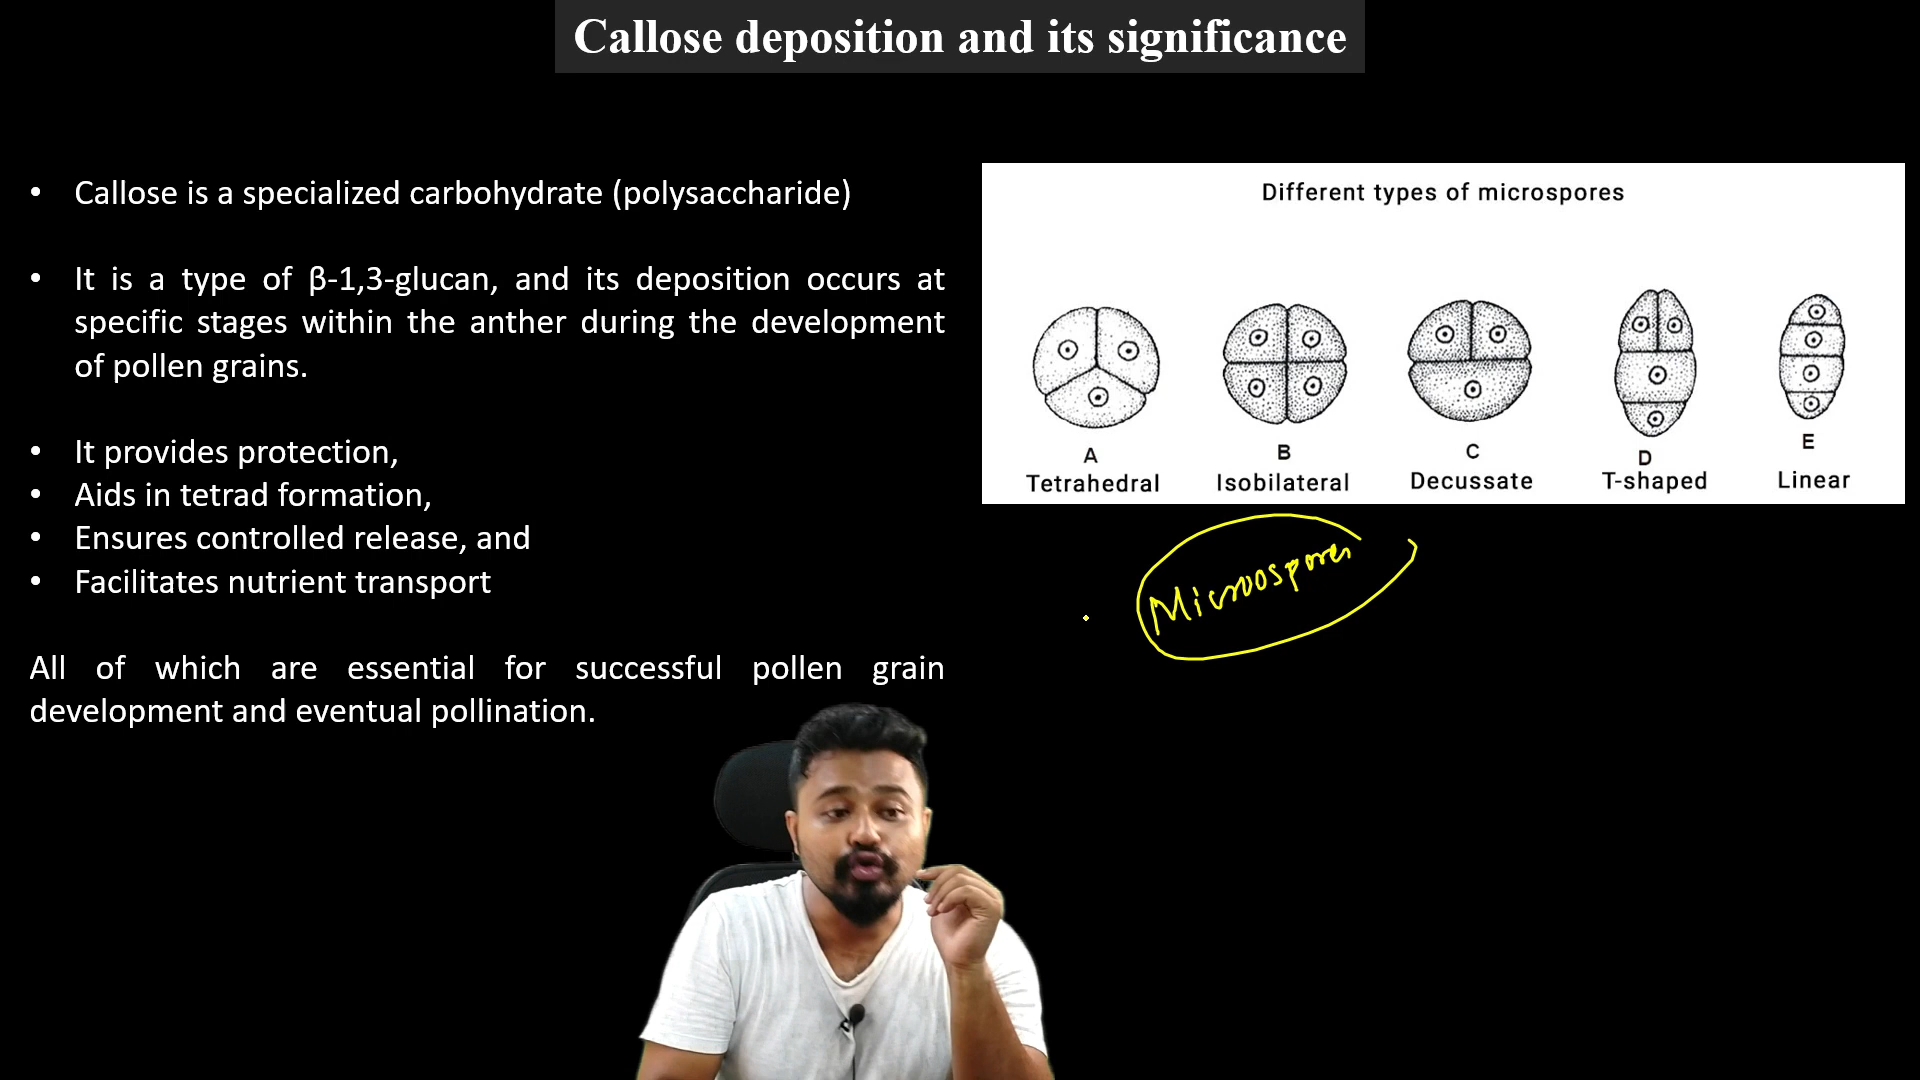 Callose deposition and its significance
• Callose is a specialized carbohydrate (polysaccharide)
• It is a type of β-1,3-glucan, and its deposition occurs at
specific stages within the anther during the development
of pollen grains.
• It provides protection,
• Aids in tetrad formation,
• Ensures controlled release, and
• Facilitates nutrient transport
All of which are essential for successful pollen grain
development and eventual pollination.
Different types of microspores
A B C D E
Tetrahedral Isobilateral Decussate T-shaped Linear
Microospores